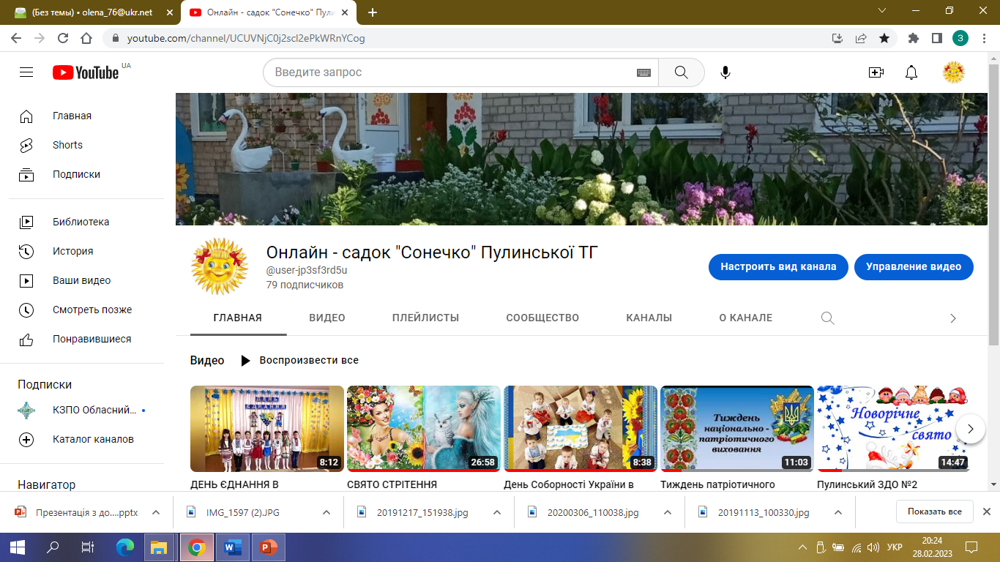 (Без темы) • olena_76@ukr.net
Онлайн - садок "Сонечко" Пули
youtube.com/channel/UCUVNjC0j2scl2ePkWRnYCog
З
YouTube UA
Введите запрос
Главная
Shorts
Подписки
Библиотека
История
Ваши видео
Смотреть позже
Понравившиеся
Подписки
КЗПО Обласний...
Каталог каналов
Навигатор
Онлайн - садок "Сонечко" Пулинської ТГ
@user-jp3sf3rd5u
79 подписчиков
Настроить вид канала
Управление видео
ГЛАВНАЯ
ВИДЕО
ПЛЕЙЛИСТЫ
СООБЩЕСТВО
КАНАЛЫ
О КАНАЛЕ
Видео
Воспроизвести все
ДЕНЬ
ЄДНАННЯ
8:12
26:58
8:38
Тиждень
національно -
патріотичного
виховання
11:03
Новорічне
свято
14:47
ДЕНЬ ЄДНАННЯ В
СВЯТО СТРІТЕННЯ
День Соборності України в
Тиждень патріотичного
Пулинський ЗДО №2
Презентація з до....pptx
IMG_1597 (2).JPG
20191217_151938.jpg
20200306_110038.jpg
20191113_100330.jpg
Показать все
УКР
20:24
28.02.2023